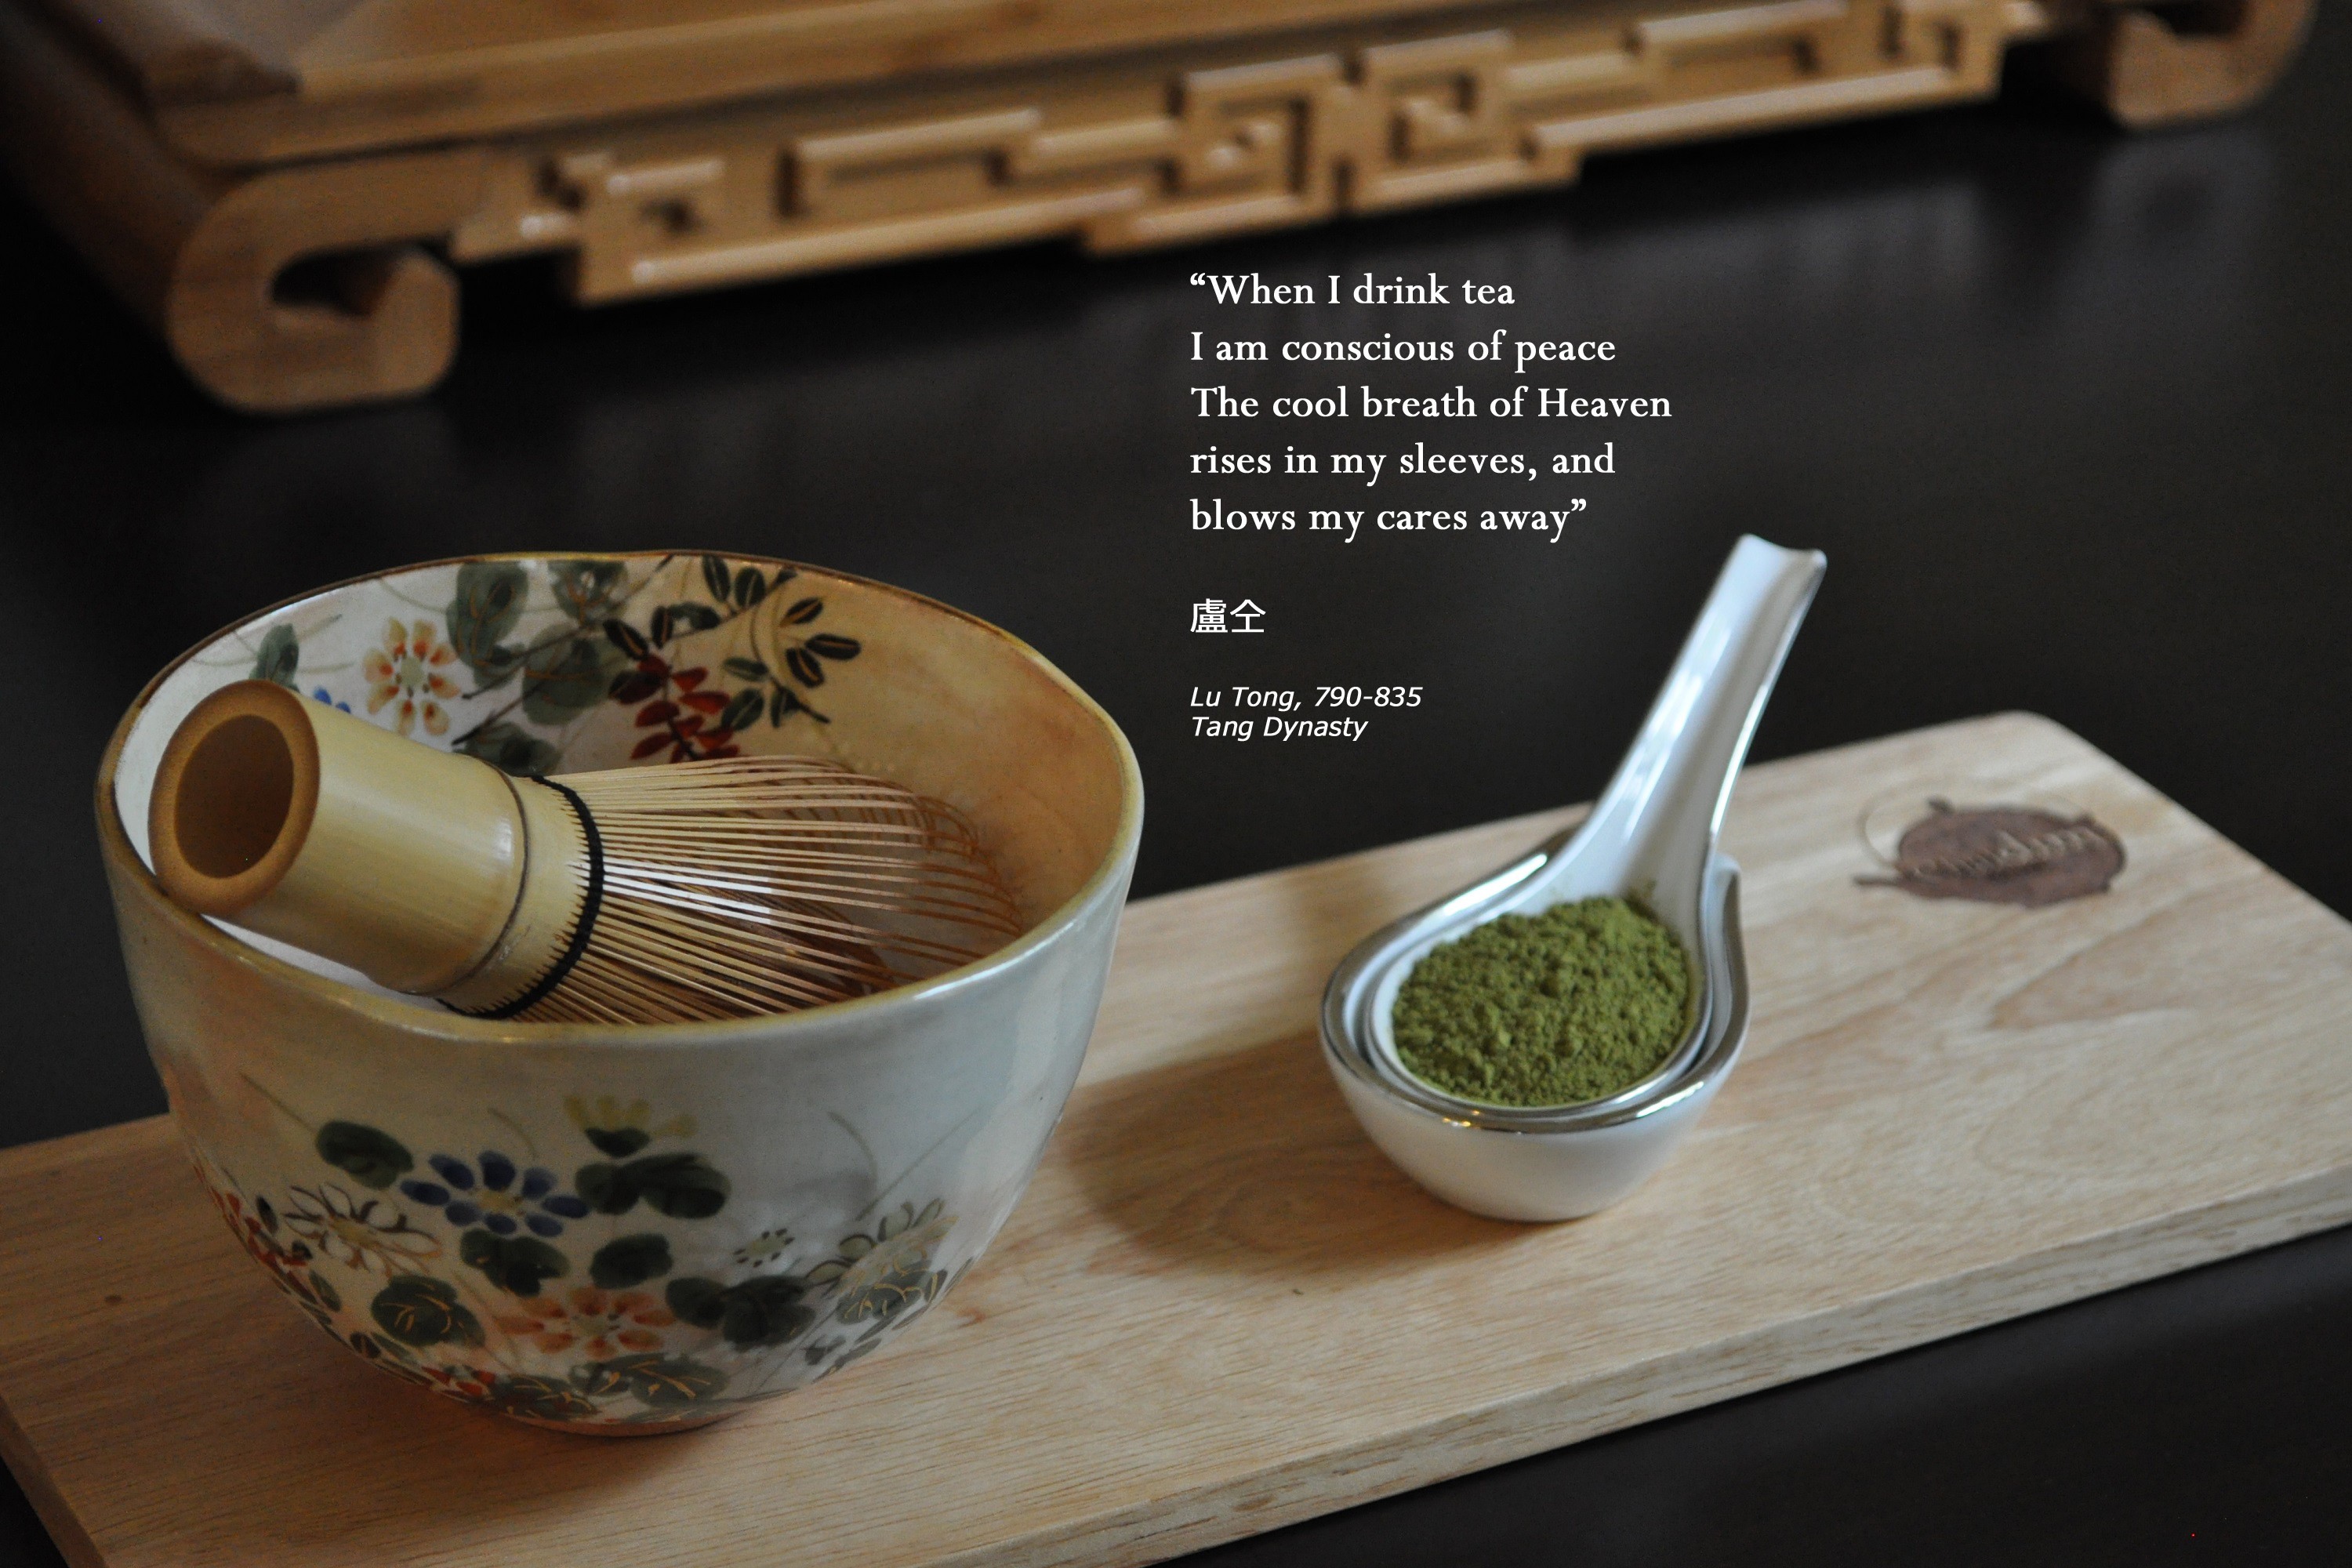 “When I drink tea
I am conscious of peace
The cool breath of Heaven
rises in my sleeves, and
blows my cares away”
盧仝
Lu Tong, 790-835
Tang Dynasty